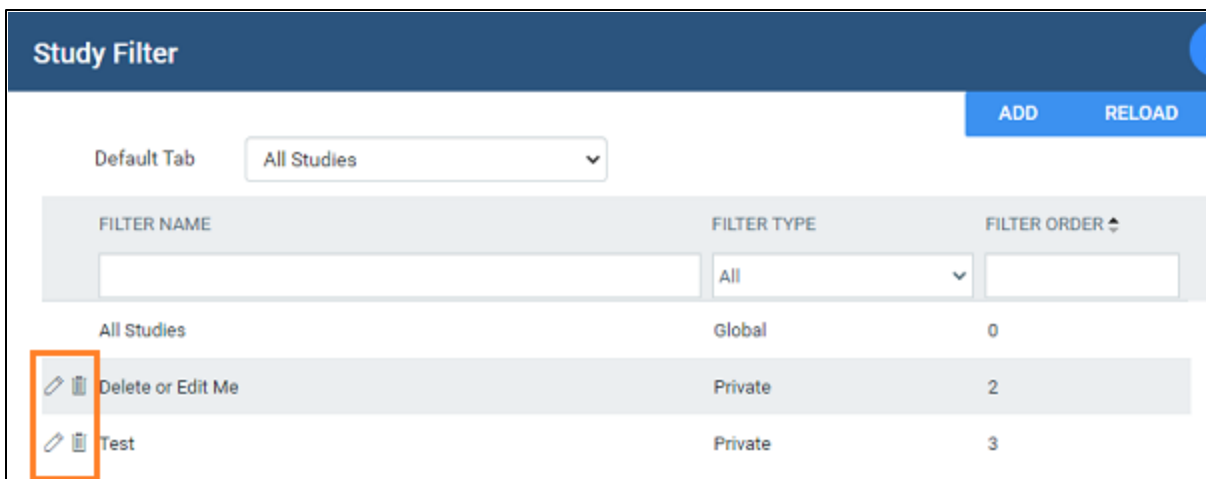 Study Filter
ADD RELOAD
Default Tab All Studies
FILTER NAME FILTER TYPE FILTER ORDER
All
All Studies Global 0
Delete or Edit Me Private 2
Test Private 3